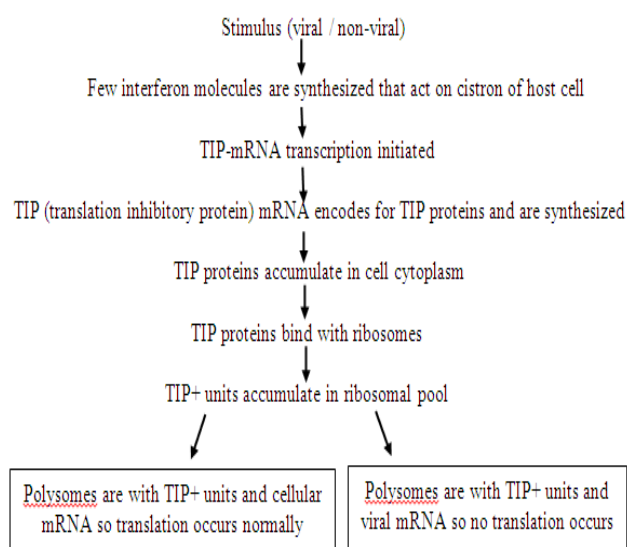 Stimulus (viral / non-viral)
Few interferon molecules are synthesized that act on cistron of host cell
TIP-mRNA transcription initiated
TIP (translation inhibitory protein) mRNA encodes for TIP proteins and are synthesized
TIP proteins accumulate in cell cytoplasm
TIP proteins bind with ribosomes
TIP+ units accumulate in ribosomal pool
Polysomes are with TIP+ units and cellular
mRNA so translation occurs normally
Polysomes are with TIP+ units and
viral mRNA so no translation occurs